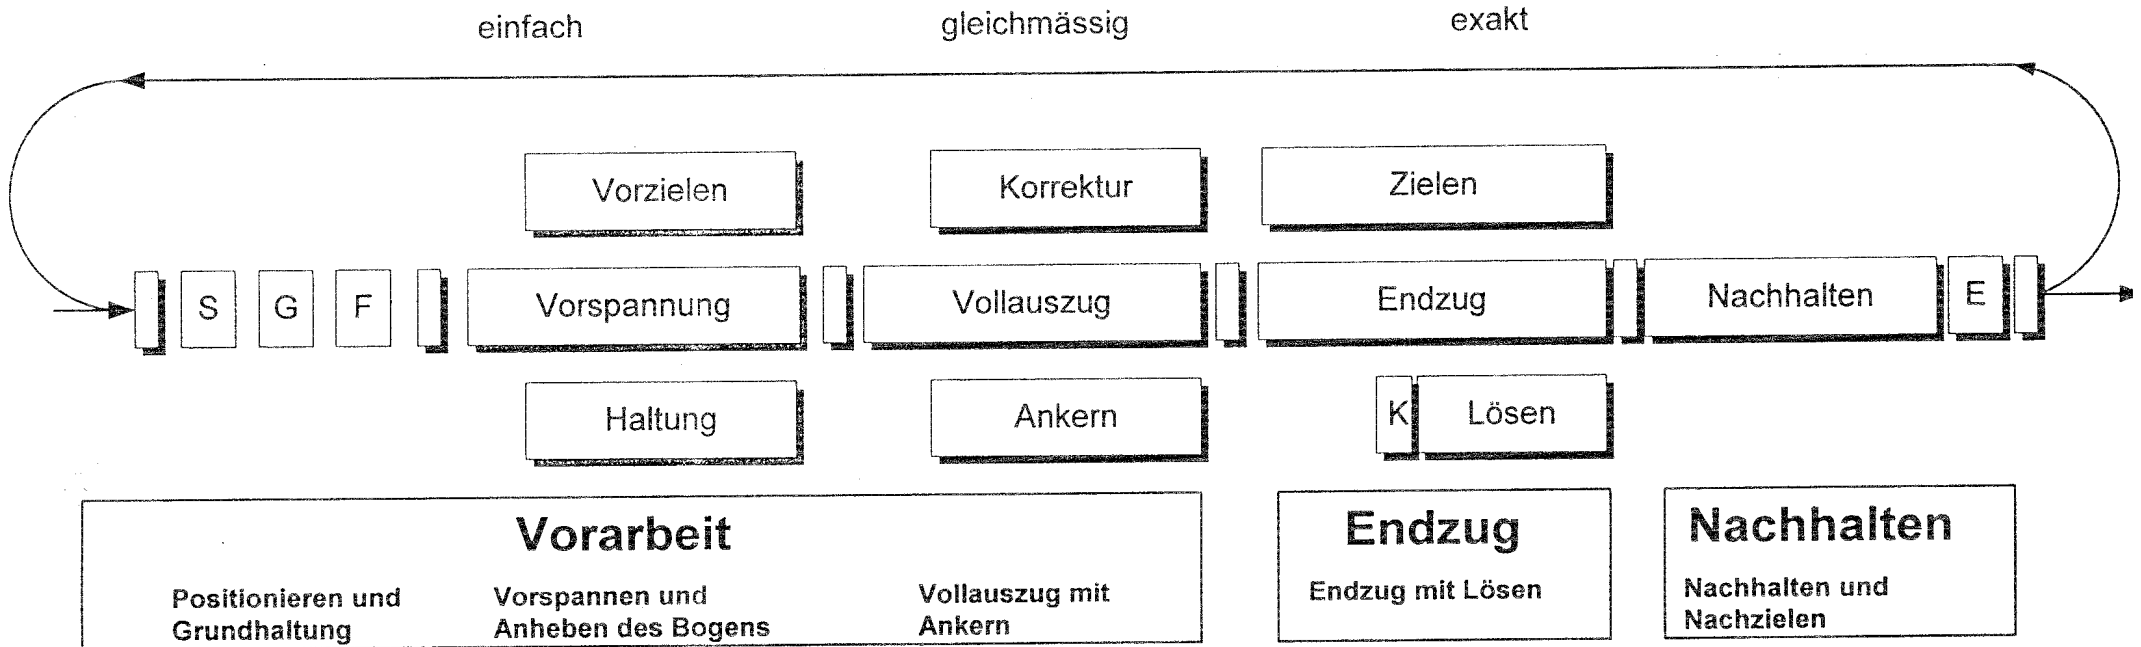 einfach gleichmässig exakt
Vorzielen Korrektur Zielen
S G F Vorspannung Vollauszug Endzug Nachhalten E
Haltung Ankern K Lösen
Vorarbeit Endzug Nachhalten
Positionieren und Vorspannen und Vollauszug mit Endzug mit Lösen Nachhalten und
Grundhaltung Anheben des Bogens Ankern Nachzielen